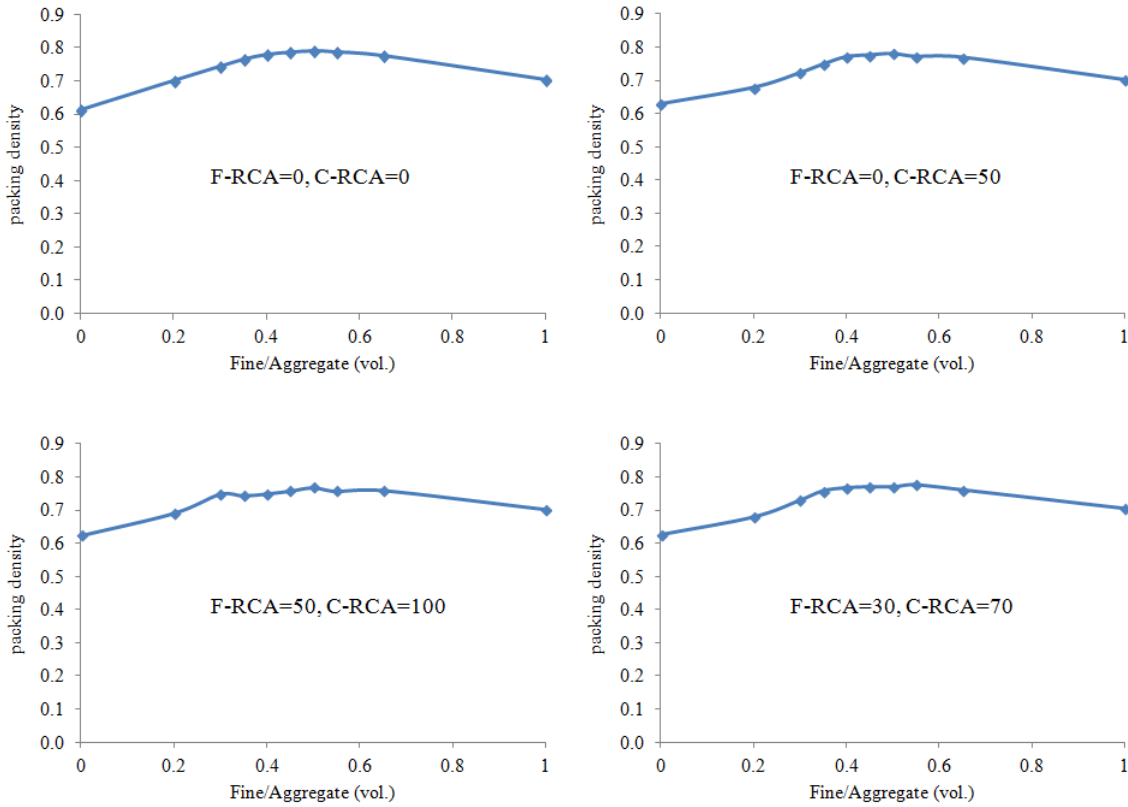 0.9
0.8
0.7
0.6
0.5
0.4
0.3
0.2
0.1
0.0
packing density
F-RCA=0, C-RCA=0
0 0.2 0.4 0.6 0.8 1
Fine/Aggregate (vol.)
0.9
0.8
0.7
0.6
0.5
0.4
0.3
0.2
0.1
0.0
packing density
F-RCA=0, C-RCA=50
0 0.2 0.4 0.6 0.8 1
Fine/Aggregate (vol.)
0.9
0.8
0.7
0.6
0.5
0.4
0.3
0.2
0.1
0.0
packing density
F-RCA=50, C-RCA=100
0 0.2 0.4 0.6 0.8 1
Fine/Aggregate (vol.)
0.9
0.8
0.7
0.6
0.5
0.4
0.3
0.2
0.1
0.0
packing density
F-RCA=30, C-RCA=70
0 0.2 0.4 0.6 0.8 1
Fine/Aggregate (vol.)